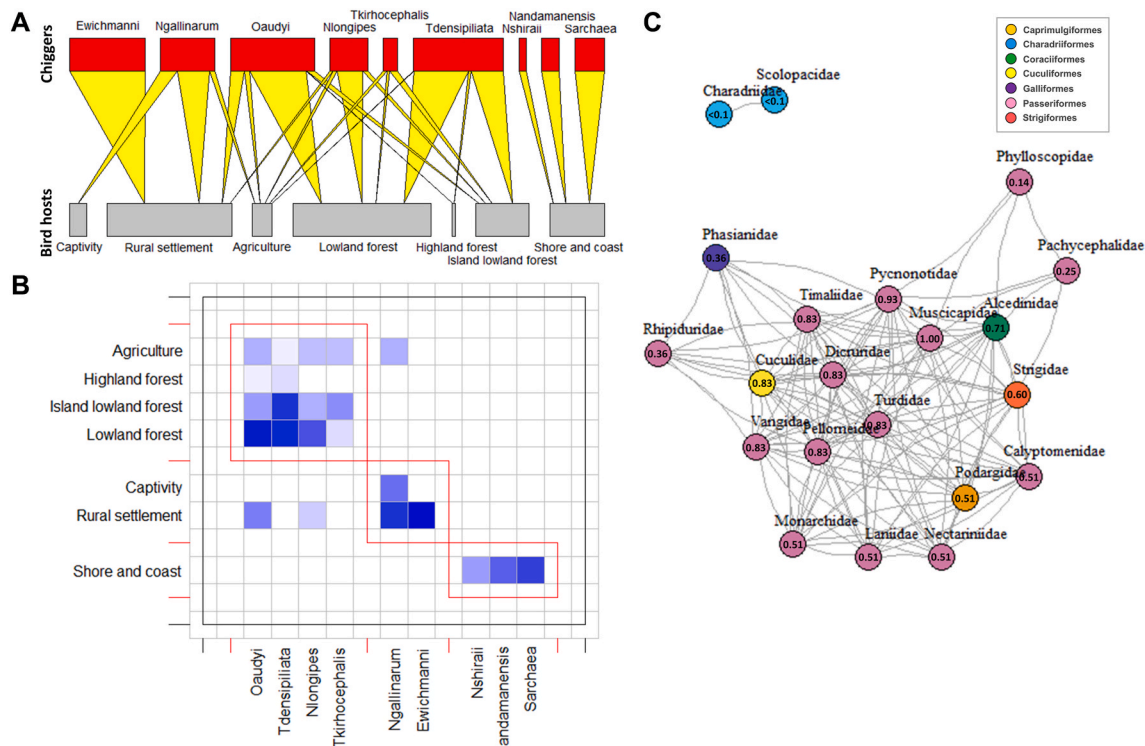 A
Chiggers
Ewichmanni
Ngallinarum
Oaudyi
Nlongipes
Tkirhocephalis
Tdensipiliata
Nshiraii
Nandamanensis
Sarchaea
Bird hosts
Captivity
Rural settlement
Agriculture
Lowland forest
Highland forest
Island lowland forest
Shore and coast
B
Agriculture
Highland forest
Island lowland forest
Lowland forest
Captivity
Rural settlement
Shore and coast
Oaudyi
Tdensipiliata
Nlongipes
Tkirhocephalis
Ngallinarum
Ewichmanni
Nshiraii
andamanensis
Sarchaea
C
Caprimulgiformes
Charadriiformes
Coraciiformes
Cuculiformes
Galliformes
Passeriformes
Strigiformes
Scolopacidae
<0.1
Charadriidae
<0.1
Phylloscopidae
0.14
Pachycephalidae
0.25
Phasianidae
0.36
Pycnonotidae
0.93
Timaliidae
0.83
Muscicapidae
1.00
Alcedinidae
0.71
Rhipiduridae
0.36
Cuculidae
0.83
Dicruridae
0.83
Strigidae
0.60
Turdidae
0.83
Vangidae
0.83
Pellorneidae
0.83
Calyptomenidae
0.51
Podargidae
0.51
Monarchidae
0.51
Laniidae
0.51
Nectariniidae
0.51